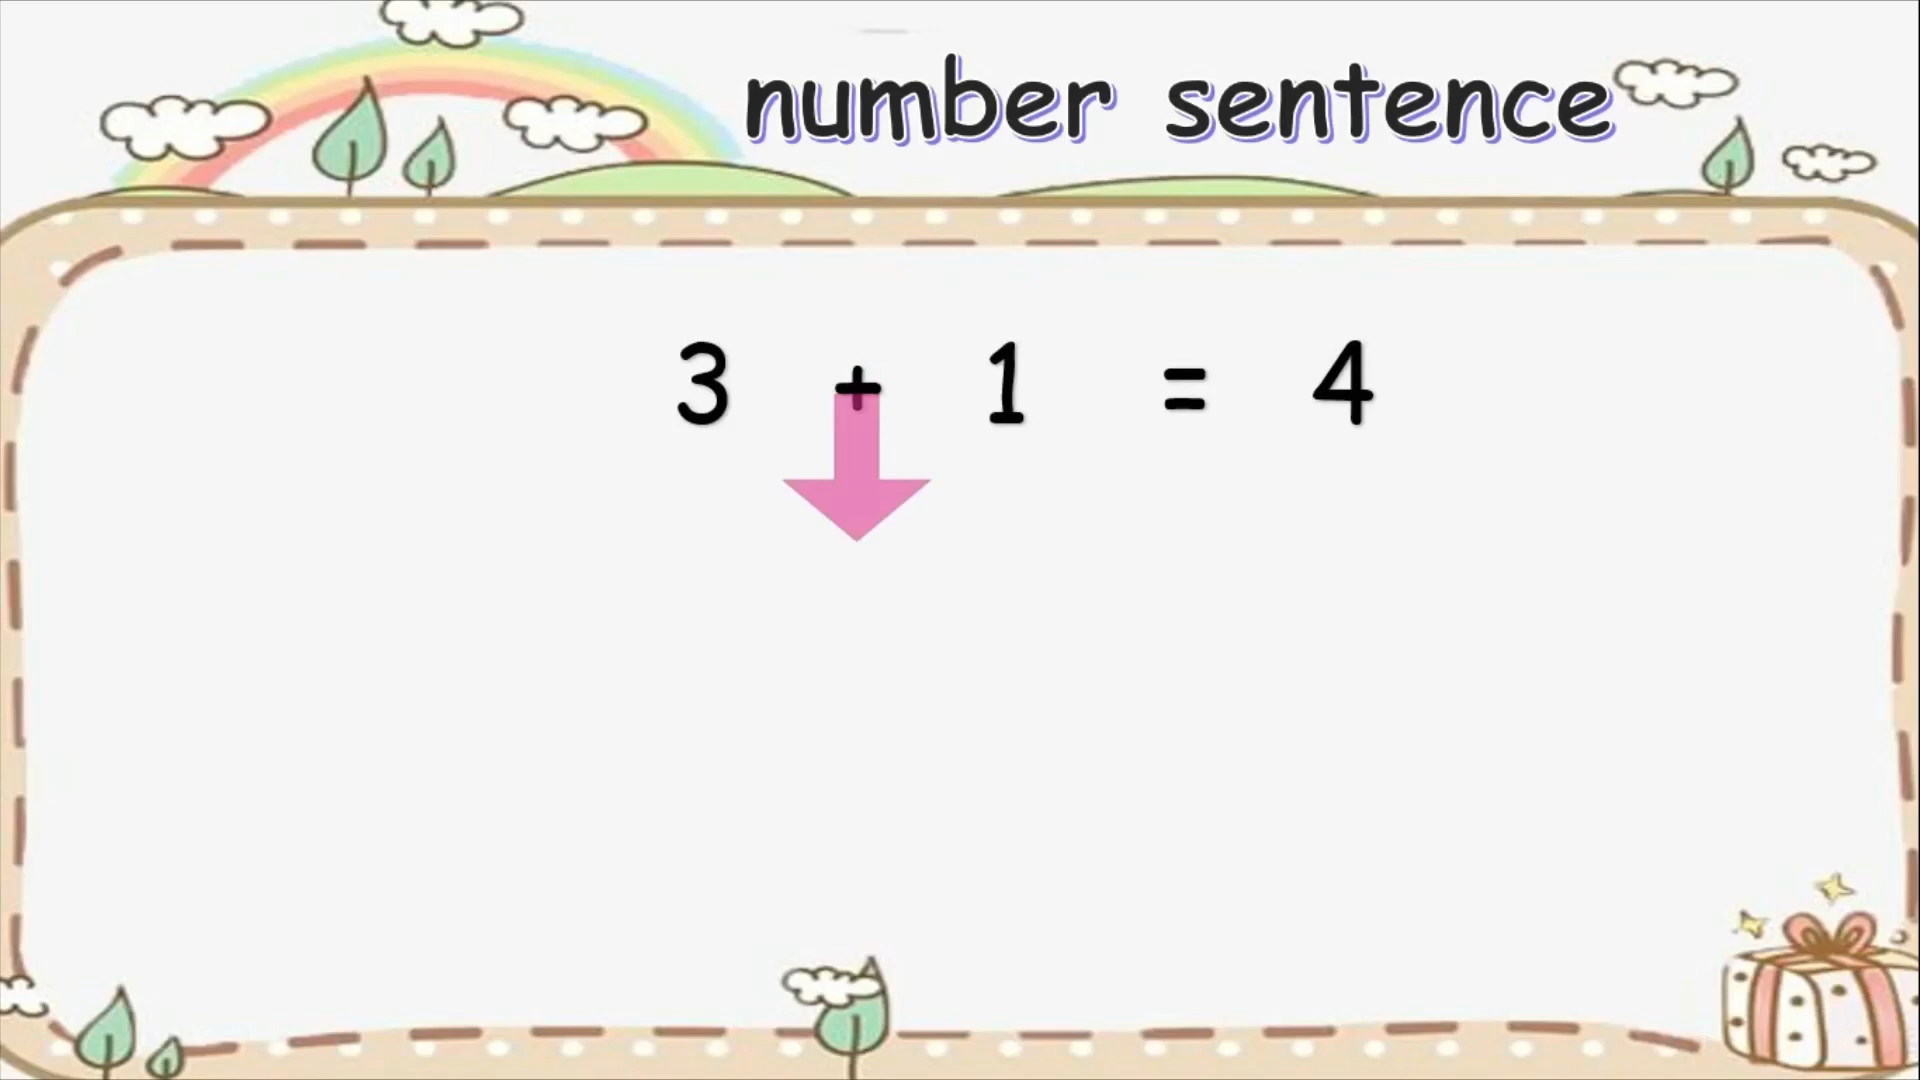 number sentence
3 + 1 = 4